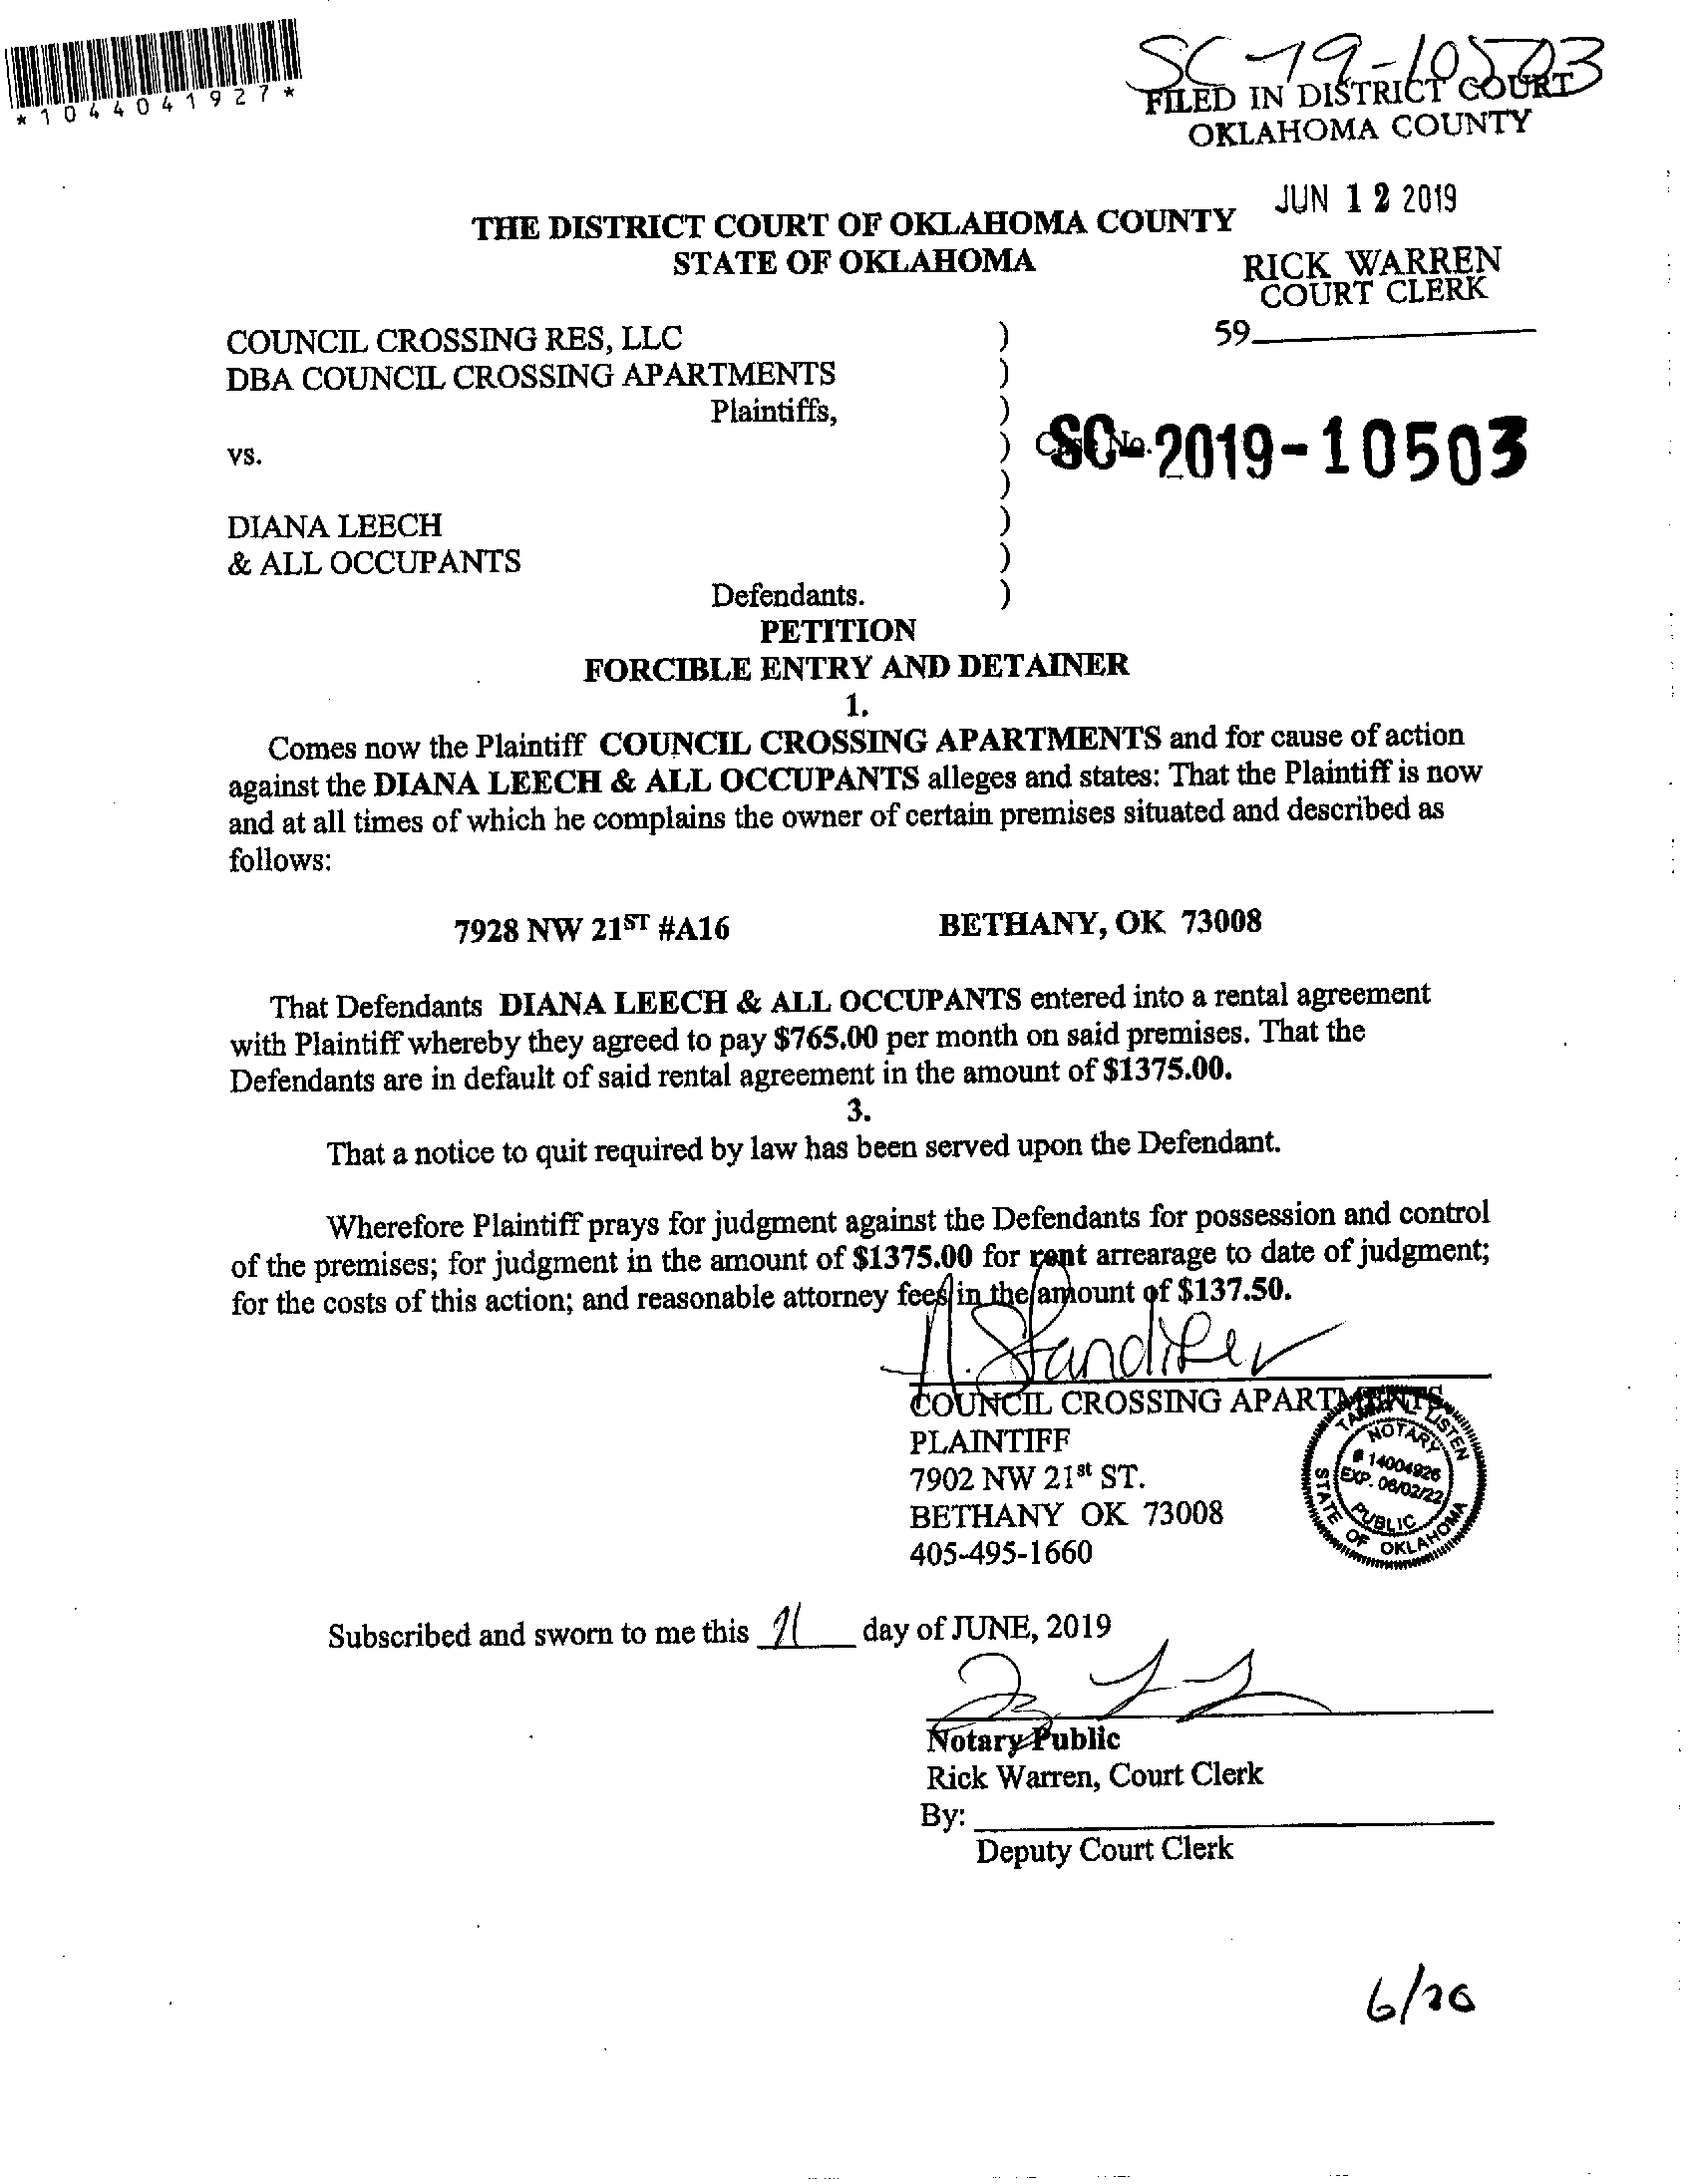 *1044041927*
SC-19-10503
FILED IN DISTRICT COURT
OKLAHOMA COUNTY
JUN 12 2019
THE DISTRICT COURT OF OKLAHOMA COUNTY
STATE OF OKLAHOMA
RICK WARREN
COURT CLERK
59
COUNCIL CROSSING RES, LLC )
DBA COUNCIL CROSSING APARTMENTS )
Plaintiffs, )
vs. ) Case No. SC-2019-10503
)
DIANA LEECH )
& ALL OCCUPANTS )
Defendants. )
PETITION
FORCIBLE ENTRY AND DETAINER
1.
Comes now the Plaintiff COUNCIL CROSSING APARTMENTS and for cause of action
against the DIANA LEECH & ALL OCCUPANTS alleges and states: That the Plaintiff is now
and at all times of which he complains the owner of certain premises situated and described as
follows:
7928 NW 21ST #A16 BETHANY, OK 73008
That Defendants DIANA LEECH & ALL OCCUPANTS entered into a rental agreement
with Plaintiff whereby they agreed to pay $765.00 per month on said premises. That the
Defendants are in default of said rental agreement in the amount of $1375.00.
3.
That a notice to quit required by law has been served upon the Defendant.
Wherefore Plaintiff prays for judgment against the Defendants for possession and control
of the premises; for judgment in the amount of $1375.00 for rent arrearage to date of judgment;
for the costs of this action; and reasonable attorney fees in the amount of $137.50.
COUNCIL CROSSING APARTMENTS
PLAINTIFF
7902 NW 21st ST.
BETHANY OK 73008
405-495-1660
LISTEN
NOTARY
# 14004926
EXP. 06/02/22
PUBLIC
STATE OF OKLAHOMA
Subscribed and sworn to me this 11 day of JUNE, 2019
Notary Public
Rick Warren, Court Clerk
By:
Deputy Court Clerk
6/26